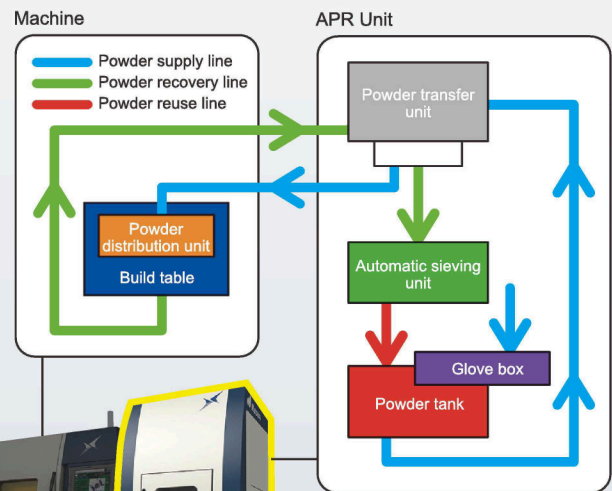 Machine
APR Unit
Powder supply line
Powder recovery line
Powder reuse line
Powder transfer
unit
Powder
distribution unit
Build table
Automatic sieving
unit
Glove box
Powder tank